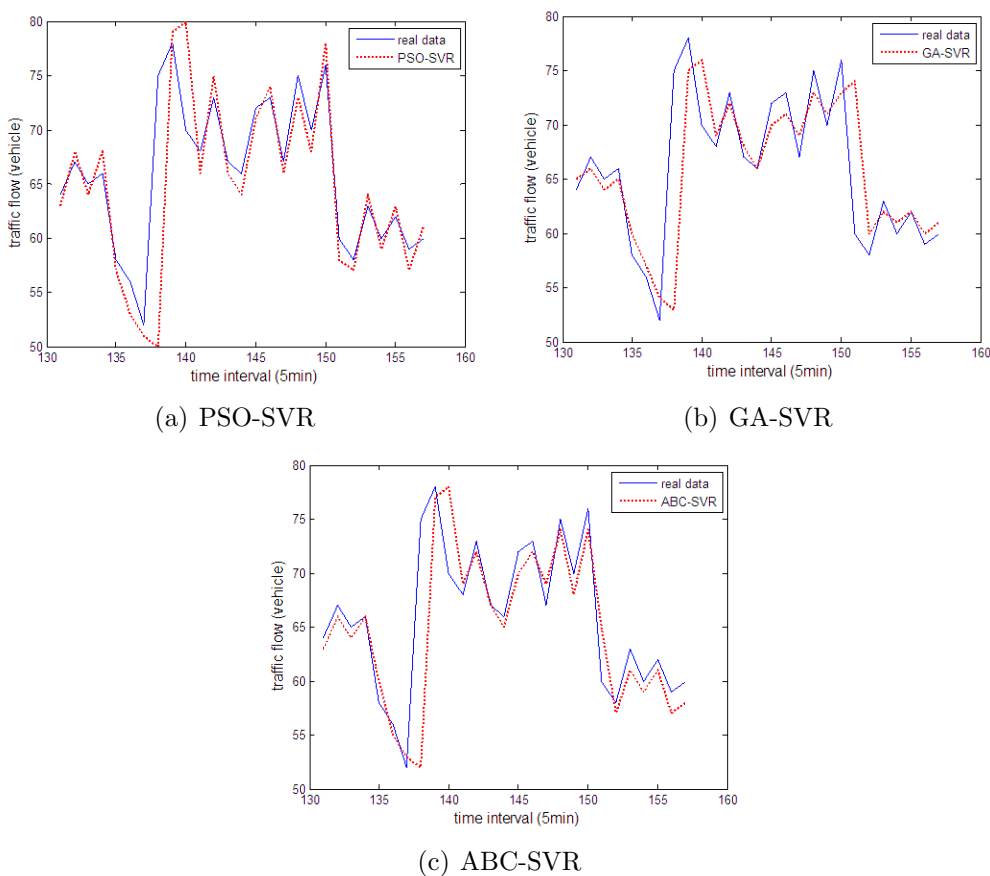 80
75
70
65
60
55
50
traffic flow (vehicle)
real data
PSO-SVR
130 135 140 145 150 155 160
time interval (5min)
(a) PSO-SVR
80
75
70
65
60
55
50
traffic flow (vehicle)
real data
GA-SVR
130 135 140 145 150 155 160
time interval (5min)
(b) GA-SVR
80
75
70
65
60
55
50
traffic flow (vehicle)
real data
ABC-SVR
130 135 140 145 150 155 160
time interval (5min)
(c) ABC-SVR